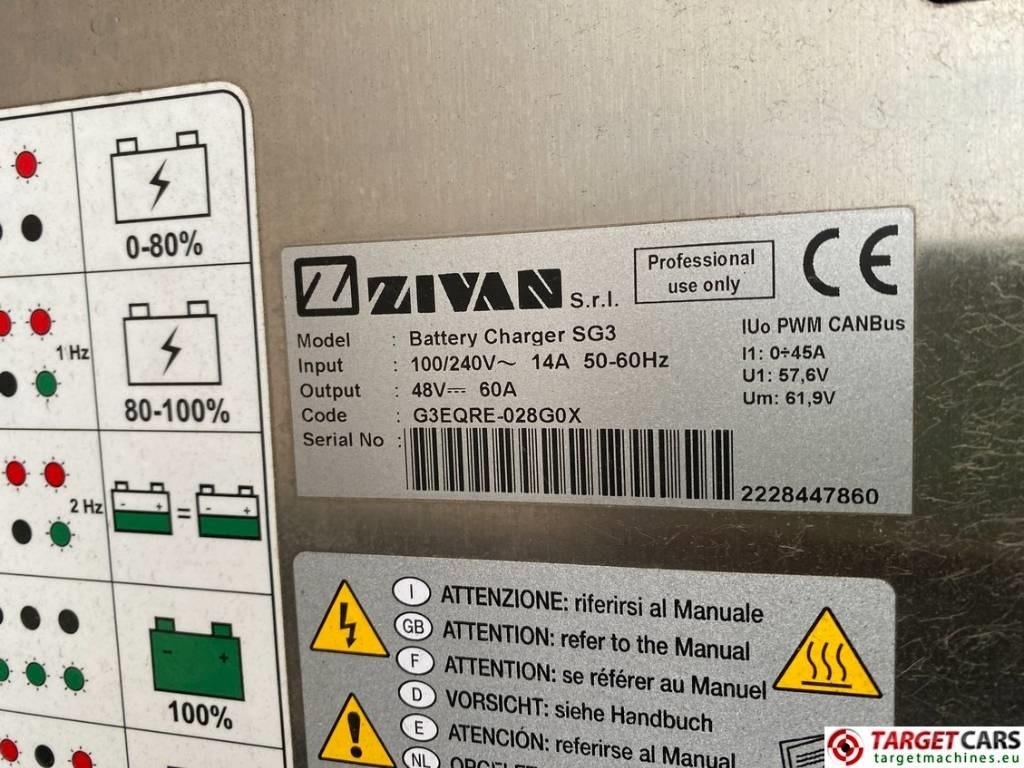 0-80%
1 Hz
80-100%
2 Hz
- + = - +
- +
100%
ZIVAN S.r.l.
Professional
use only
CE
Model : Battery Charger SG3
Input : 100/240V~ 14A 50-60Hz
Output : 48V⎓ 60A
Code : G3EQRE-028G0X
Serial No :
2228447860
IUo PWM CANBus
I1: 0÷45A
U1: 57,6V
Um: 61,9V
I ATTENZIONE: riferirsi al Manuale
GB ATTENTION: refer to the Manual
F ATTENTION: se référer au Manuel
D VORSICHT: siehe Handbuch
E ATENCIÓN: referirse al Manual
NL
TARGETCARS
targetmachines.eu